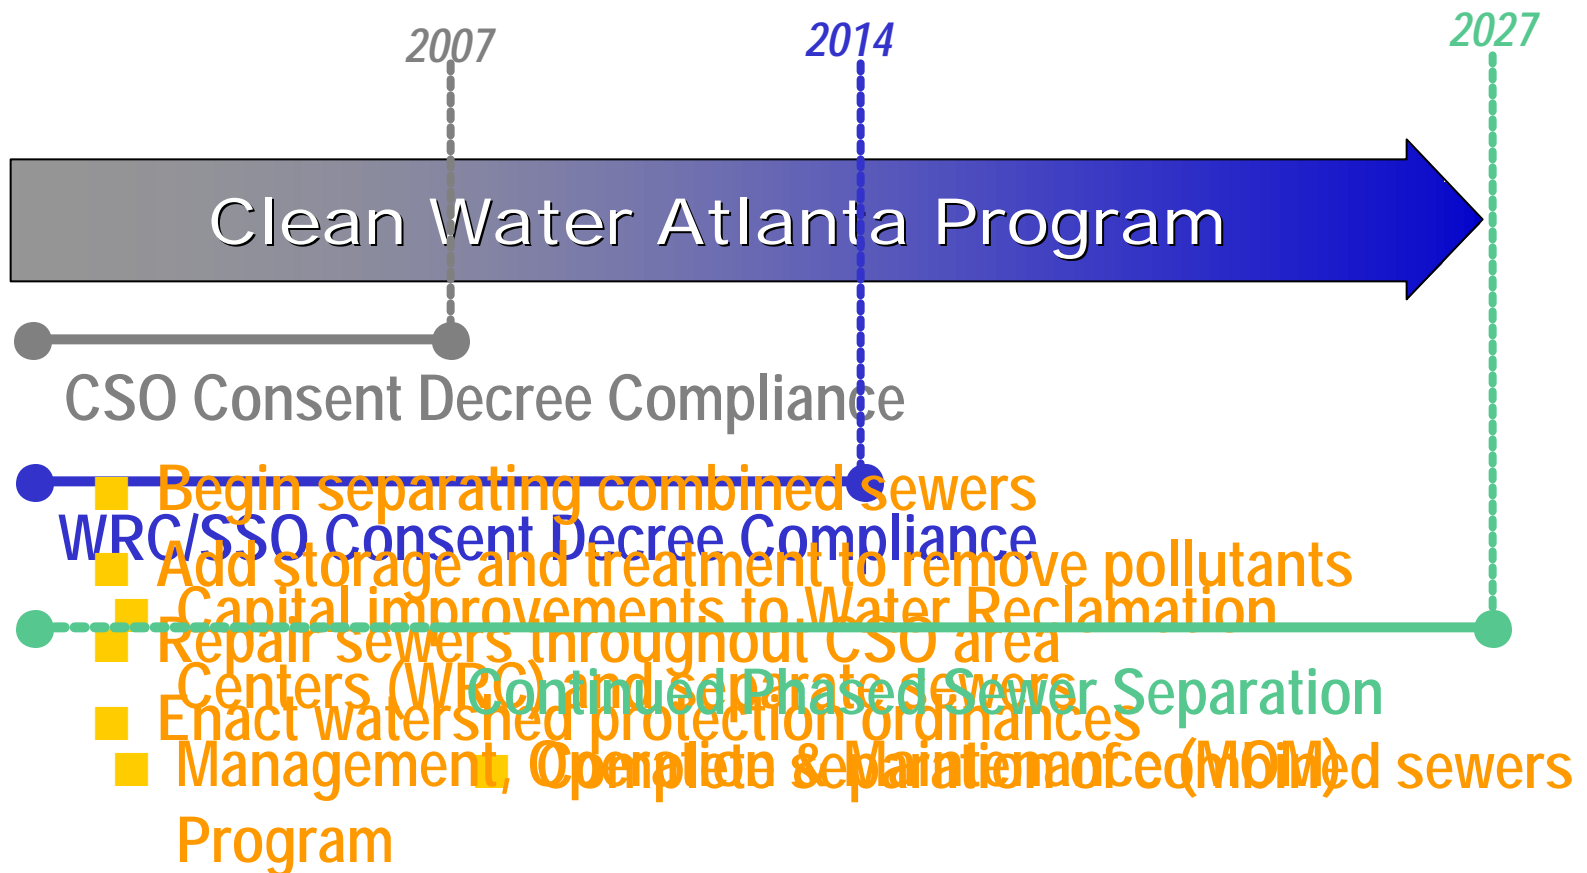 2007
2014
2027
Clean Water Atlanta Program
CSO Consent Decree Compliance
Begin separating combined sewers
WRC/SSO Consent Decree Compliance
Add storage and treatment to remove pollutants
Capital improvements to Water Reclamation
Repair sewers throughout CSO area
Centers (WRC) and separate sewers
Continued Phased Sewer Separation
Enact watershed protection ordinances
Management, Operation & Maintenance (MOM)
Complete separation of combined sewers
Program